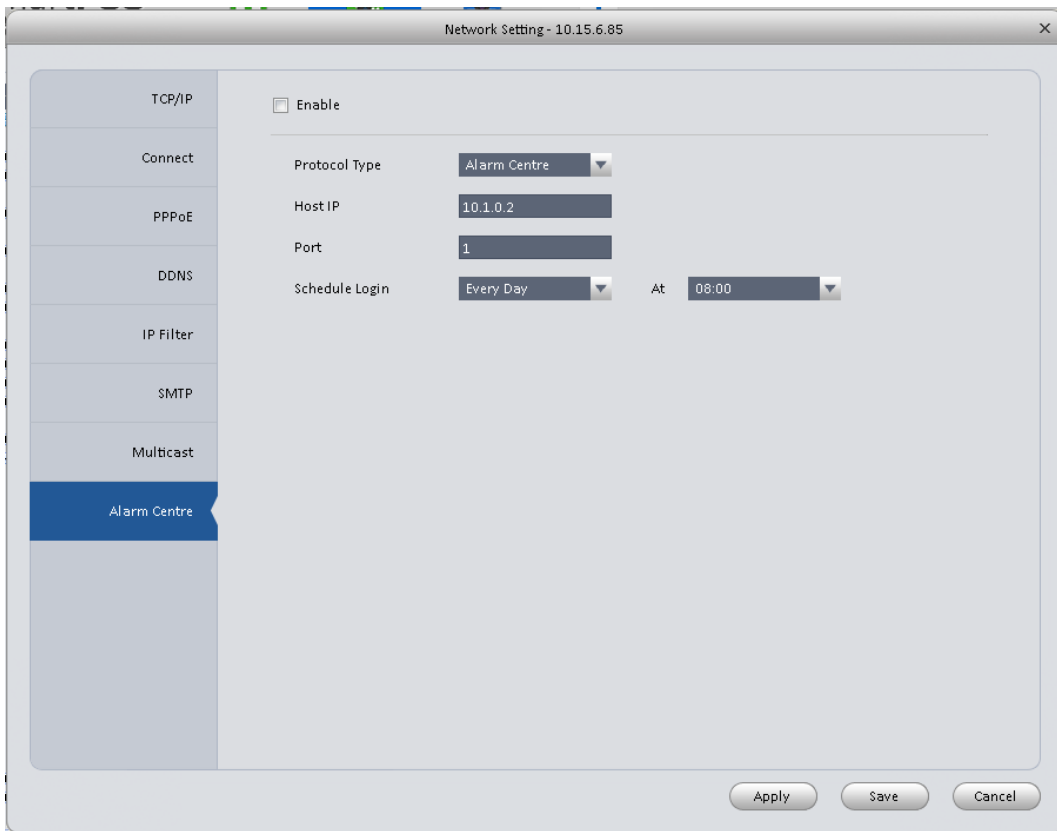 Network Setting - 10.15.6.85
TCP/IP
Connect
PPPoE
DDNS
IP Filter
SMTP
Multicast
Alarm Centre
Enable
Protocol Type Alarm Centre
Host IP 10.1.0.2
Port 1
Schedule Login Every Day At 08:00
Apply Save Cancel